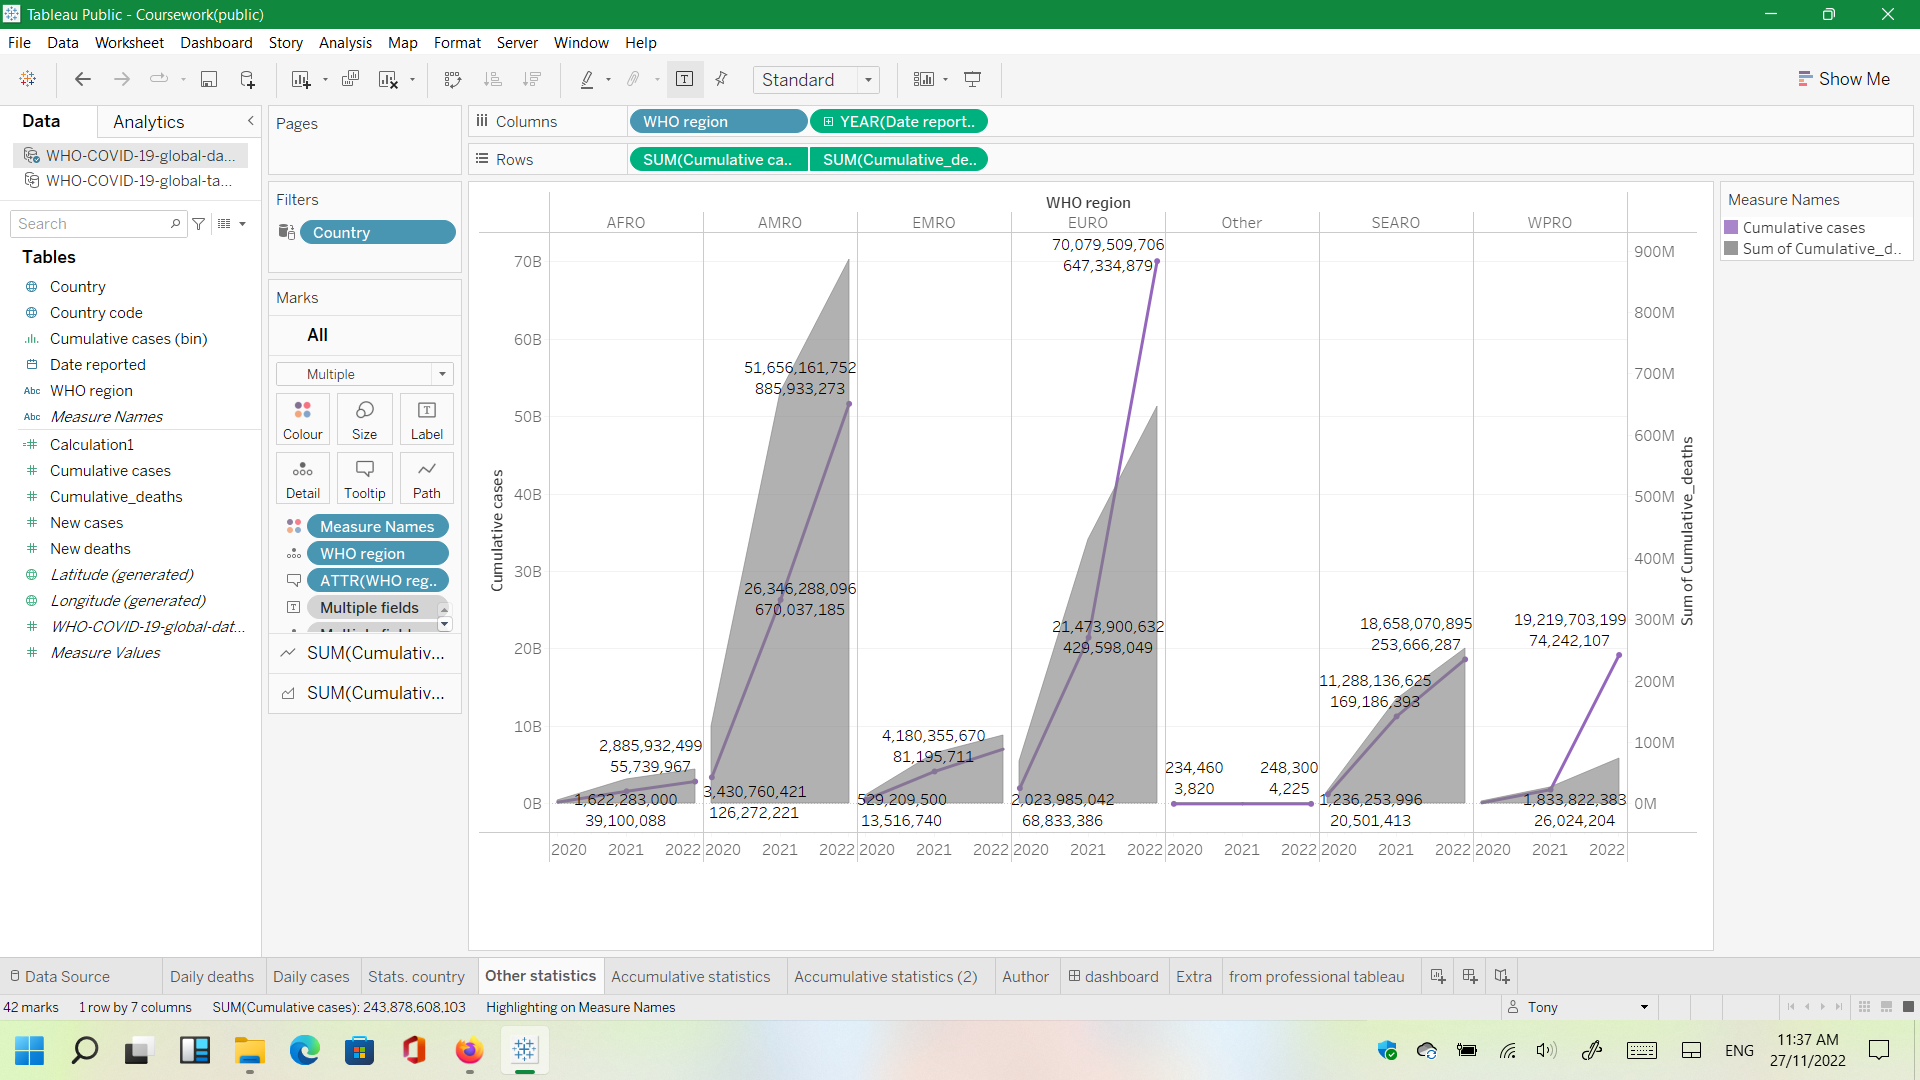 Tableau Public - Coursework(public)
File Data Worksheet Dashboard Story Analysis Map Format Server Window Help
Standard
Show Me
Data Analytics
WHO-COVID-19-global-da...
WHO-COVID-19-global-ta...
Search
Tables
Country
Country code
Cumulative cases (bin)
Date reported
Abc WHO region
Abc Measure Names
Calculation1
Cumulative cases
Cumulative_deaths
New cases
New deaths
Latitude (generated)
Longitude (generated)
WHO-COVID-19-global-dat...
Measure Values
Pages
Filters
Country
Marks
All
Multiple
Colour Size Label
Detail Tooltip Path
Measure Names
WHO region
ATTR(WHO reg..
Multiple fields
SUM(Cumulativ...
SUM(Cumulativ...
Columns WHO region YEAR(Date report..
Rows SUM(Cumulative ca.. SUM(Cumulative_de..
WHO region
AFRO AMRO EMRO EURO Other SEARO WPRO
Cumulative cases
70B
60B
50B
40B
30B
20B
10B
0B
2,885,932,499
55,739,967
1,622,283,000
39,100,088
51,656,161,752
885,933,273
26,346,288,096
670,037,185
3,430,760,421
126,272,221
4,180,355,670
81,195,711
529,209,500
13,516,740
70,079,509,706
647,334,879
21,473,900,632
429,598,049
2,023,985,042
68,833,386
234,460
3,820
248,300
4,225
18,658,070,895
253,666,287
11,288,136,625
169,186,393
1,236,253,996
20,501,413
19,219,703,199
74,242,107
1,833,822,383
26,024,204
900M
800M
700M
600M
500M
400M
300M
200M
100M
0M
Sum of Cumulative_deaths
2020 2021 2022 2020 2021 2022 2020 2021 2022 2020 2021 2022 2020 2021 2022 2020 2021 2022 2020 2021 2022
Measure Names
Cumulative cases
Sum of Cumulative_d..
Data Source Daily deaths Daily cases Stats. country Other statistics Accumulative statistics Accumulative statistics (2) Author dashboard Extra from professional tableau
42 marks 1 row by 7 columns SUM(Cumulative cases): 243,878,608,103 Highlighting on Measure Names Tony
ENG
11:37 AM
27/11/2022